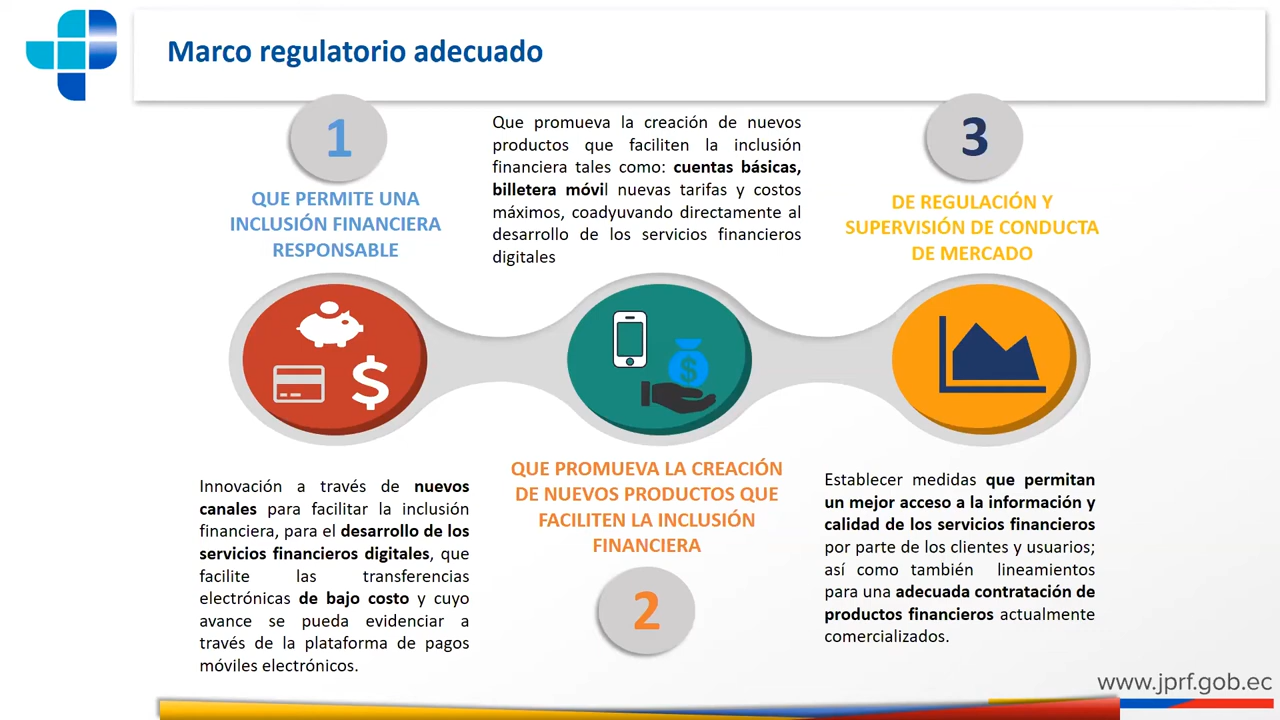 Marco regulatorio adecuado
1
QUE PERMITE UNA
INCLUSIÓN FINANCIERA
RESPONSABLE
Innovación a través de nuevos
canales para facilitar la inclusión
financiera, para el desarrollo de los
servicios financieros digitales, que
facilite las transferencias
electrónicas de bajo costo y cuyo
avance se pueda evidenciar a
través de la plataforma de pagos
móviles electrónicos.
Que promueva la creación de nuevos
productos que faciliten la inclusión
financiera tales como: cuentas básicas,
billetera móvil nuevas tarifas y costos
máximos, coadyuvando directamente al
desarrollo de los servicios financieros
digitales
$
$
QUE PROMUEVA LA CREACIÓN
DE NUEVOS PRODUCTOS QUE
FACILITEN LA INCLUSIÓN
FINANCIERA
2
3
DE REGULACIÓN Y
SUPERVISIÓN DE CONDUCTA
DE MERCADO
Establecer medidas que permitan
un mejor acceso a la información y
calidad de los servicios financieros
por parte de los clientes y usuarios;
así como también lineamientos
para una adecuada contratación de
productos financieros actualmente
comercializados.
www.jprf.gob.ec